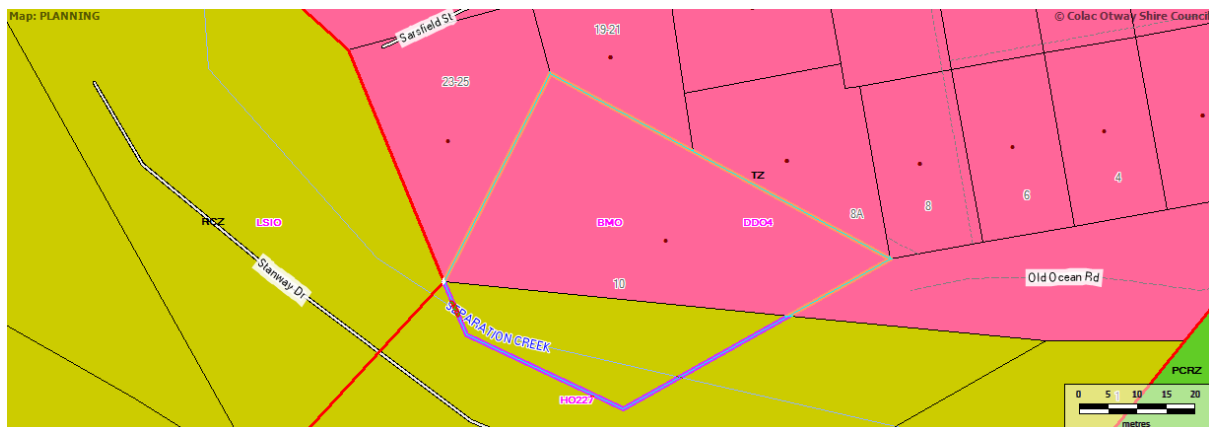 Map: PLANNING
© Colac Otway Shire Council
Sarsfield St
19-21
23-25
TZ
RCZ
LSIO
BMO
DDO4
8A
8
6
4
Stanway Dr
10
Old Ocean Rd
SEPARATION CREEK
HO227
PCRZ
1
0 5 10 15 20
metres